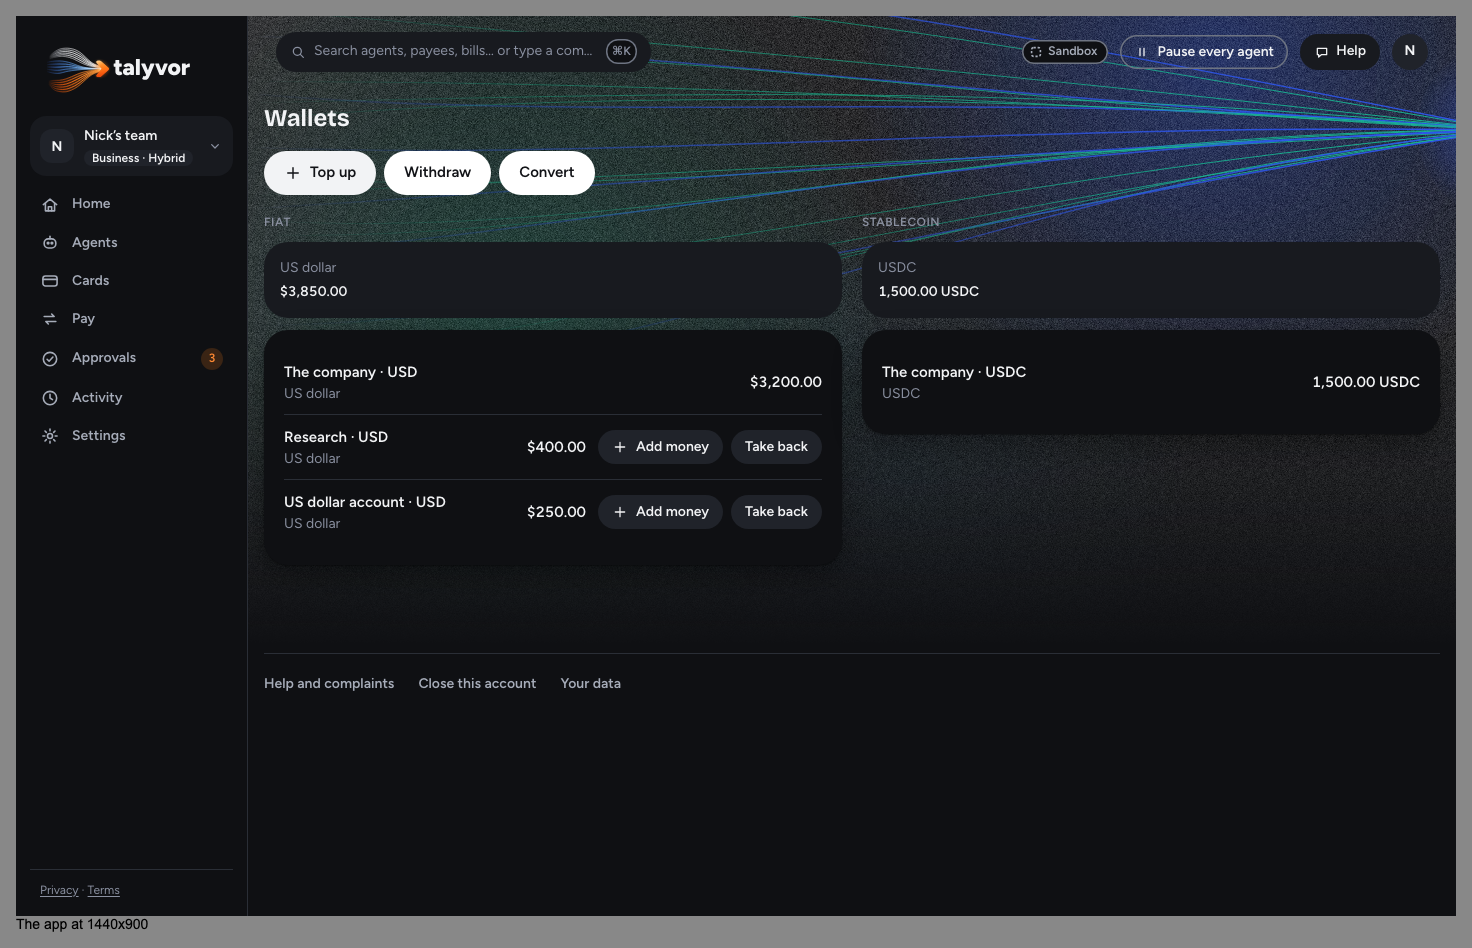 talyvor
Search agents, payees, bills... or type a com... ⌘K
Sandbox
Pause every agent
Help
N
N
Nick's team
Business · Hybrid
Home
Agents
Cards
Pay
Approvals 3
Activity
Settings
Privacy · Terms
Wallets
Top up
Withdraw
Convert
FIAT
US dollar
$3,850.00
The company · USD
US dollar
$3,200.00
Research · USD
US dollar
$400.00
Add money
Take back
US dollar account · USD
US dollar
$250.00
Add money
Take back
STABLECOIN
USDC
1,500.00 USDC
The company · USDC
USDC
1,500.00 USDC
Help and complaints
Close this account
Your data
The app at 1440x900